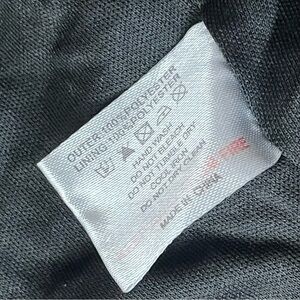 OUTER: 100%POLYESTER
LINING: 100%POLYESTER
HAND WASH
DO NOT BLEACH
DO NOT TUMBLE DRY
COOL IRON
DO NOT DRY CLEAN
FIRE
MADE IN CHINA